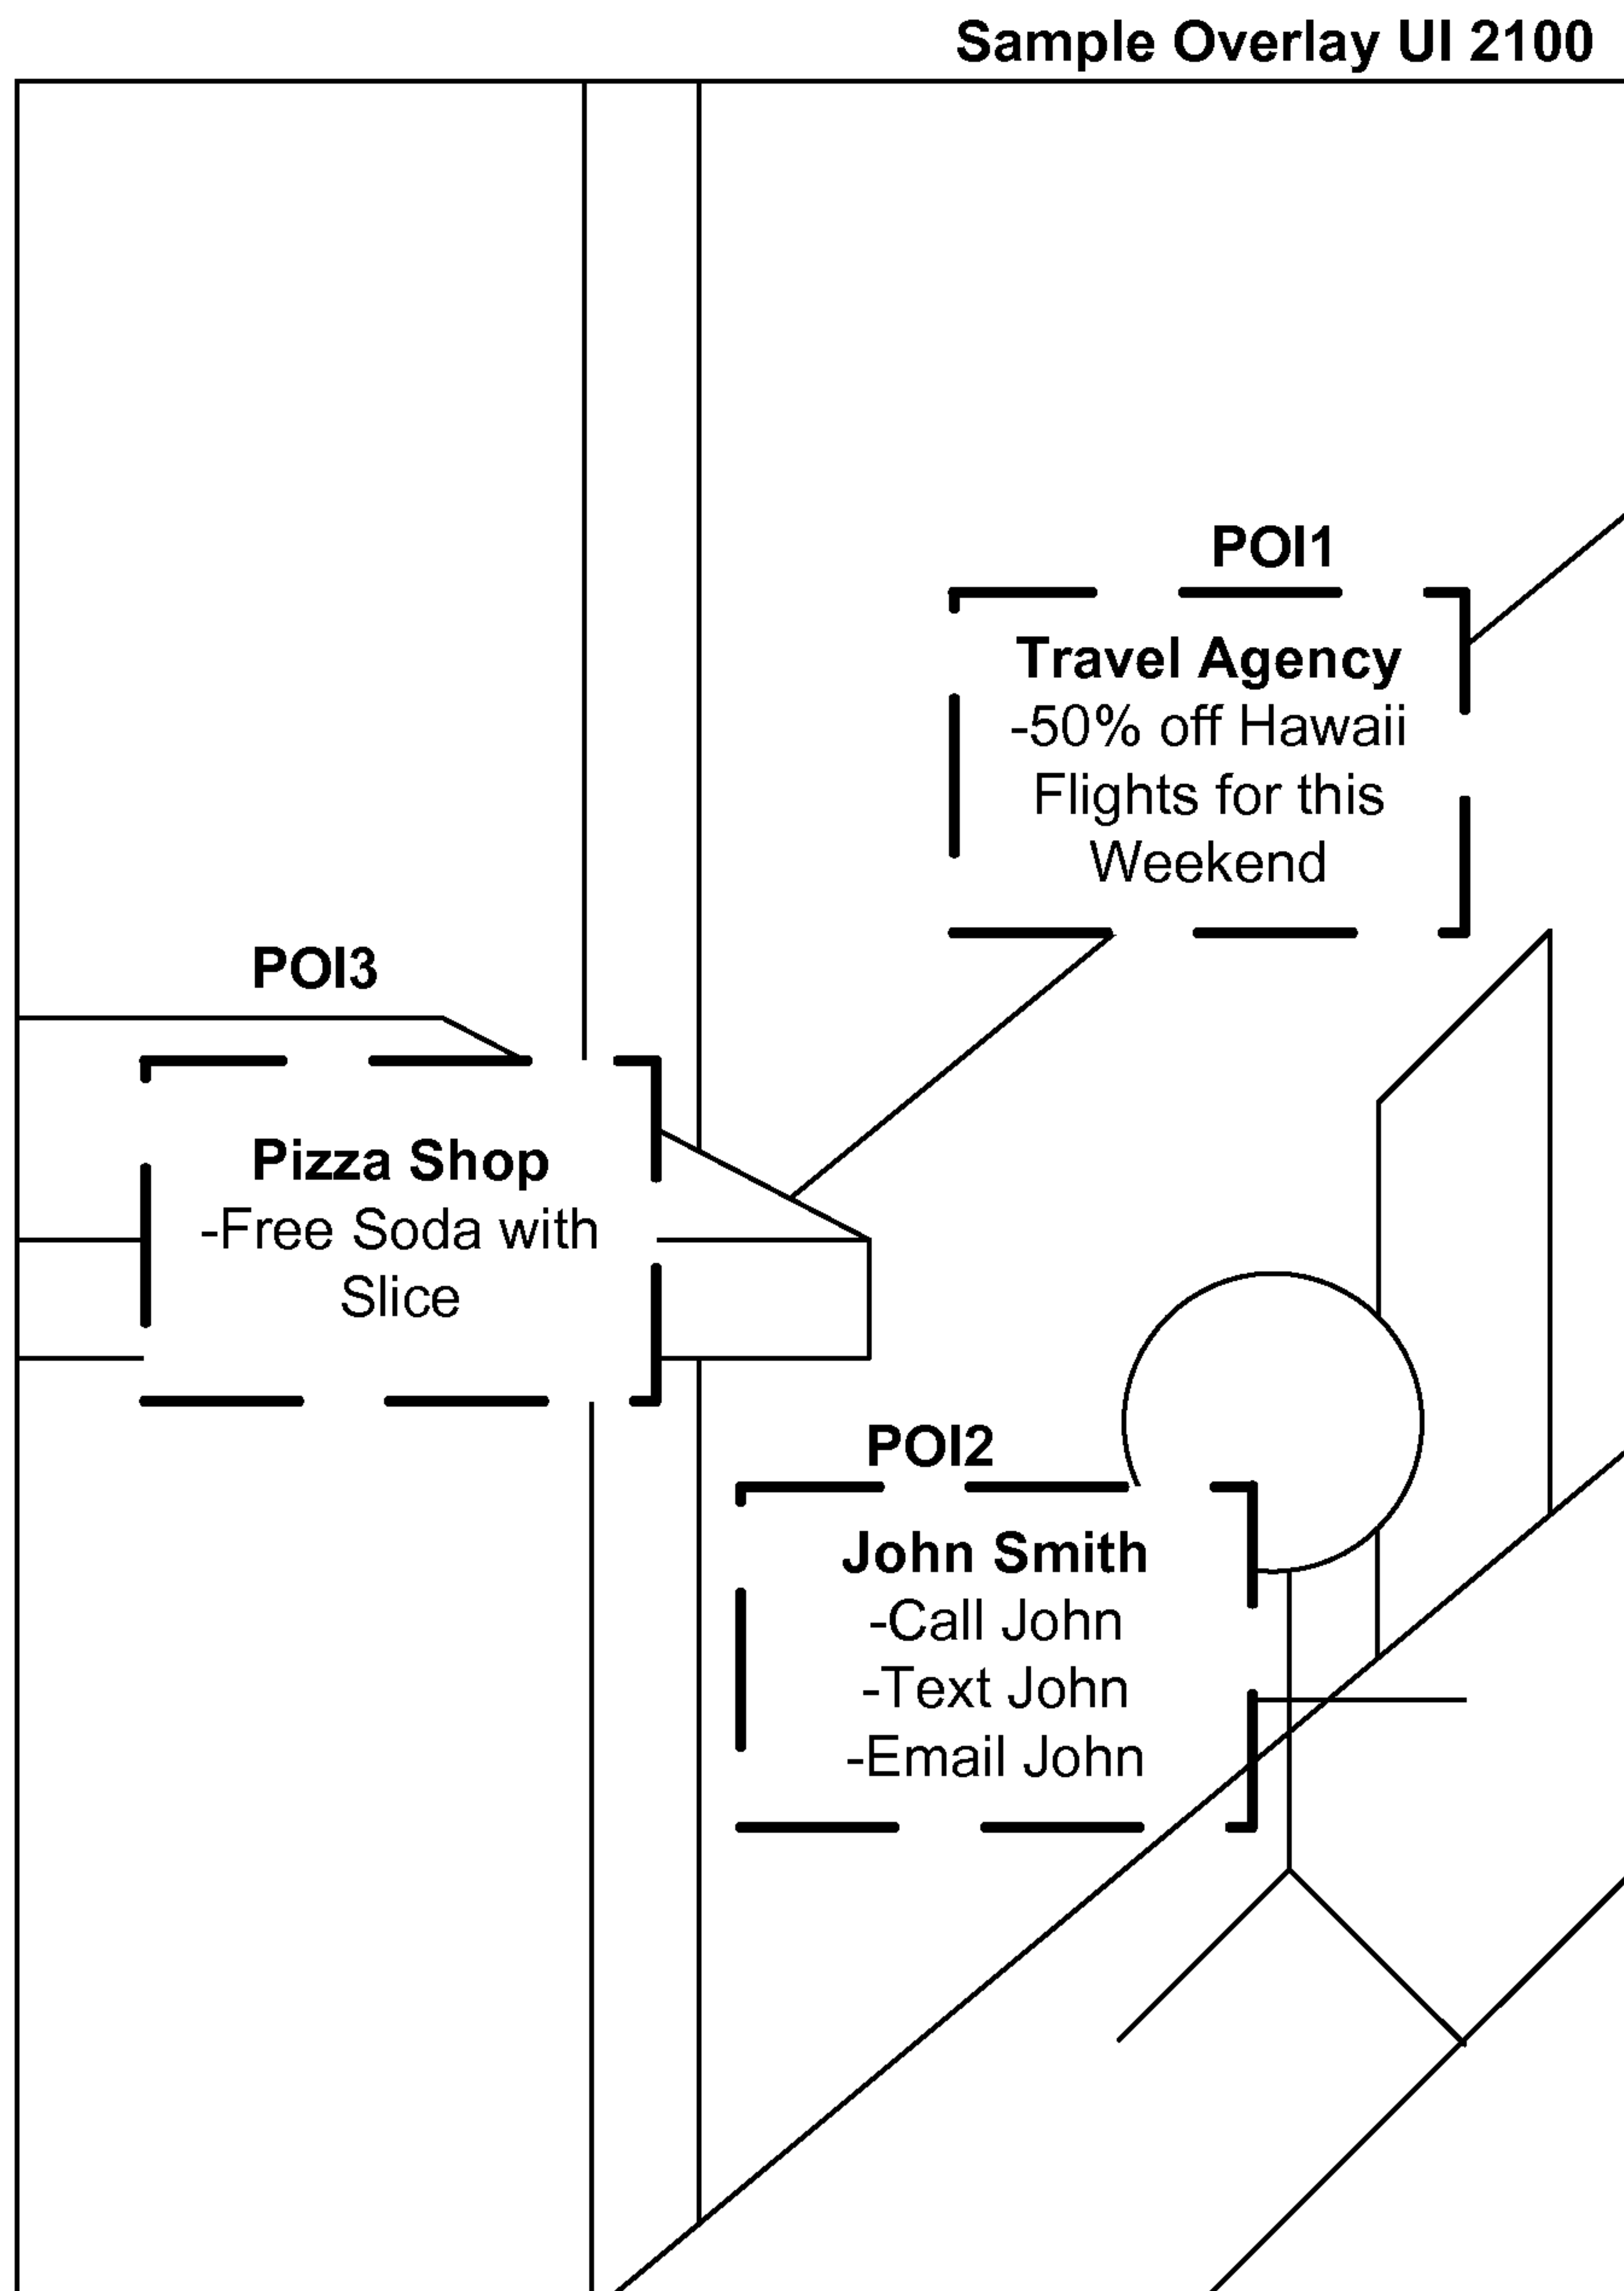 Sample Overlay UI 2100
POI1
Travel Agency
-50% off Hawaii
Flights for this
Weekend
POI3
Pizza Shop
-Free Soda with
Slice
POI2
John Smith
-Call John
-Text John
-Email John